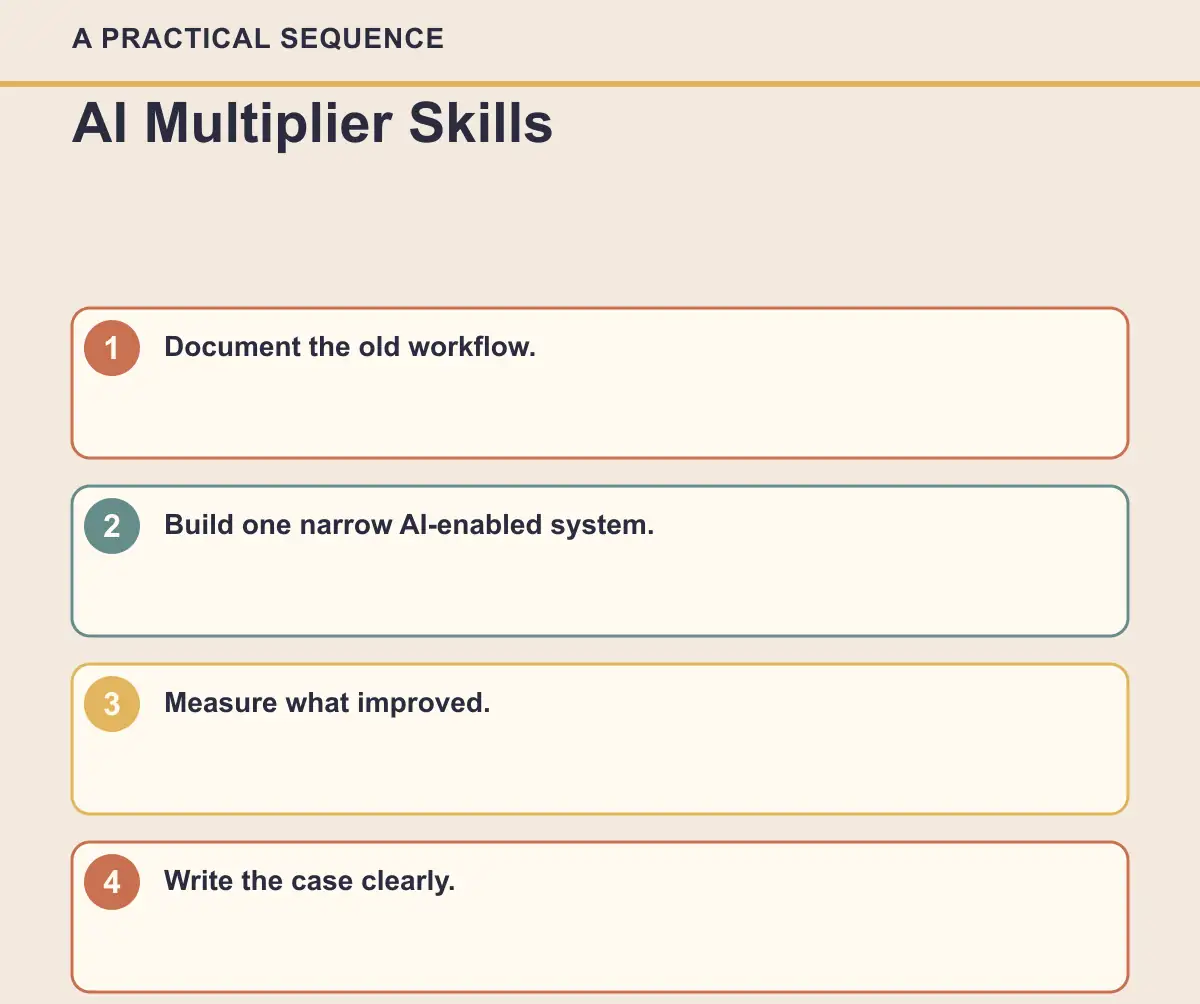 A PRACTICAL SEQUENCE
AI Multiplier Skills
1
Document the old workflow.
2
Build one narrow AI-enabled system.
3
Measure what improved.
4
Write the case clearly.